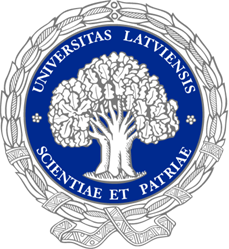 UNIVERSITAS LATVIENSIS
SCIENTIAE ET PATRIAE